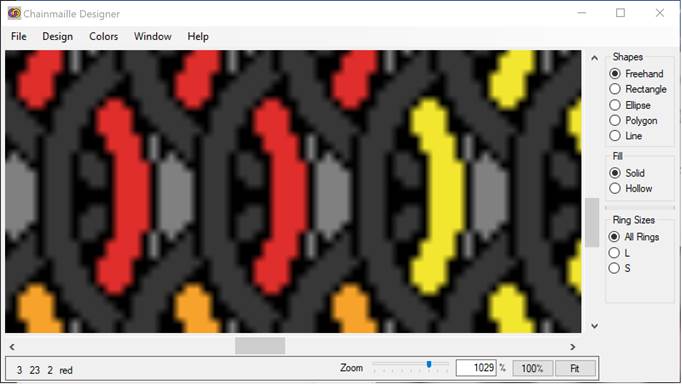 Chainmaille Designer
File Design Colors Window Help
Shapes
Freehand
Rectangle
Ellipse
Polygon
Line
Fill
Solid
Hollow
Ring Sizes
All Rings
L
S
3 23 2 red
Zoom 1029 % 100% Fit